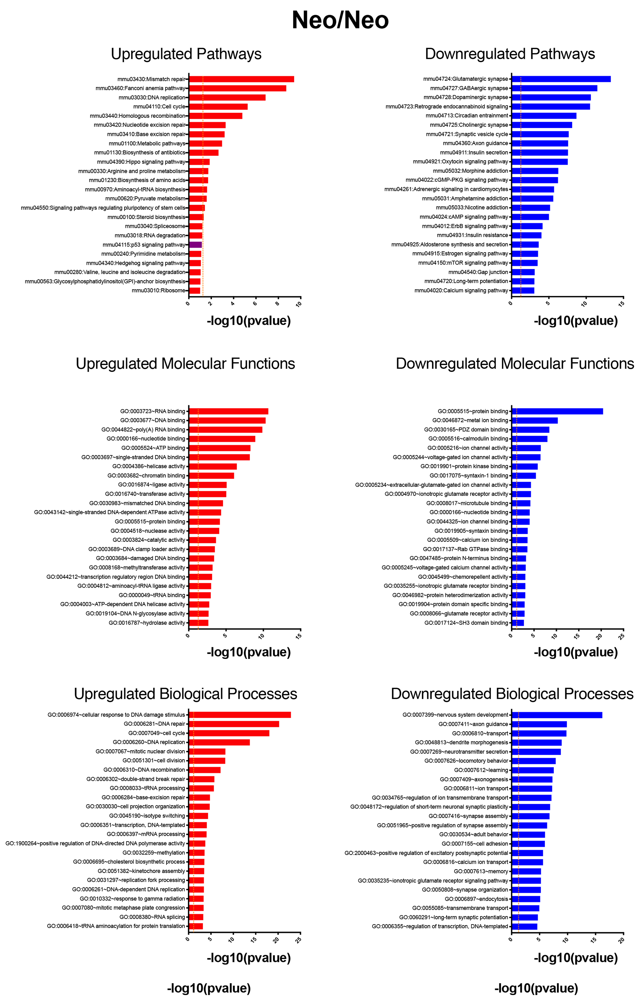 Neo/Neo
Upregulated Pathways
mmu03430:Mismatch repair
mmu03460:Fanconi anemia pathway
mmu03030:DNA replication
mmu04110:Cell cycle
mmu03440:Homologous recombination
mmu03420:Nucleotide excision repair
mmu03410:Base excision repair
mmu01100:Metabolic pathways
mmu01130:Biosynthesis of antibiotics
mmu04390:Hippo signaling pathway
mmu00330:Arginine and proline metabolism
mmu01230:Biosynthesis of amino acids
mmu00970:Aminoacyl-tRNA biosynthesis
mmu00620:Pyruvate metabolism
mmu04550:Signaling pathways regulating pluripotency of stem cells
mmu00100:Steroid biosynthesis
mmu03040:Spliceosome
mmu03018:RNA degradation
mmu04115:p53 signaling pathway
mmu00240:Pyrimidine metabolism
mmu04340:Hedgehog signaling pathway
mmu00280:Valine, leucine and isoleucine degradation
mmu00563:Glycosylphosphatidylinositol(GPI)-anchor biosynthesis
mmu03010:Ribosome
0 2 4 6 8 10
-log10(pvalue)
Downregulated Pathways
mmu04724:Glutamatergic synapse
mmu04727:GABAergic synapse
mmu04728:Dopaminergic synapse
mmu04723:Retrograde endocannabinoid signaling
mmu04713:Circadian entrainment
mmu04725:Cholinergic synapse
mmu04721:Synaptic vesicle cycle
mmu04360:Axon guidance
mmu04911:Insulin secretion
mmu04921:Oxytocin signaling pathway
mmu05032:Morphine addiction
mmu04022:cGMP-PKG signaling pathway
mmu04261:Adrenergic signaling in cardiomyocytes
mmu05031:Amphetamine addiction
mmu05033:Nicotine addiction
mmu04024:cAMP signaling pathway
mmu04012:ErbB signaling pathway
mmu04931:Insulin resistance
mmu04925:Aldosterone synthesis and secretion
mmu04915:Estrogen signaling pathway
mmu04150:mTOR signaling pathway
mmu04540:Gap junction
mmu04720:Long-term potentiation
mmu04020:Calcium signaling pathway
0 5 10 15
-log10(pvalue)
Upregulated Molecular Functions
GO:0003723~RNA binding
GO:0003677~DNA binding
GO:0044822~poly(A) RNA binding
GO:0000166~nucleotide binding
GO:0005524~ATP binding
GO:0003697~single-stranded DNA binding
GO:0004386~helicase activity
GO:0003682~chromatin binding
GO:0016874~ligase activity
GO:0016740~transferase activity
GO:0030983~mismatched DNA binding
GO:0043142~single-stranded DNA-dependent ATPase activity
GO:0005515~protein binding
GO:0004518~nuclease activity
GO:0003824~catalytic activity
GO:0003689~DNA clamp loader activity
GO:0003684~damaged DNA binding
GO:0008168~methyltransferase activity
GO:0044212~transcription regulatory region DNA binding
GO:0004812~aminoacyl-tRNA ligase activity
GO:0000049~tRNA binding
GO:0004003~ATP-dependent DNA helicase activity
GO:0019104~DNA N-glycosylase activity
GO:0016787~hydrolase activity
0 5 10 15
-log10(pvalue)
Downregulated Molecular Functions
GO:0005515~protein binding
GO:0046872~metal ion binding
GO:0030165~PDZ domain binding
GO:0005516~calmodulin binding
GO:0005216~ion channel activity
GO:0005244~voltage-gated ion channel activity
GO:0019901~protein kinase binding
GO:0017075~syntaxin-1 binding
GO:0005234~extracellular-glutamate-gated ion channel activity
GO:0004970~ionotropic glutamate receptor activity
GO:0008017~microtubule binding
GO:0000166~nucleotide binding
GO:0044325~ion channel binding
GO:0019905~syntaxin binding
GO:0005509~calcium ion binding
GO:0017137~Rab GTPase binding
GO:0047485~protein N-terminus binding
GO:0005245~voltage-gated calcium channel activity
GO:0045499~chemorepellent activity
GO:0035255~ionotropic glutamate receptor binding
GO:0046982~protein heterodimerization activity
GO:0019904~protein domain specific binding
GO:0008066~glutamate receptor activity
GO:0017124~SH3 domain binding
0 5 10 15 20 25
-log10(pvalue)
Upregulated Biological Processes
GO:0006974~cellular response to DNA damage stimulus
GO:0006281~DNA repair
GO:0007049~cell cycle
GO:0006260~DNA replication
GO:0007067~mitotic nuclear division
GO:0051301~cell division
GO:0006310~DNA recombination
GO:0006302~double-strand break repair
GO:0008033~tRNA processing
GO:0006284~base-excision repair
GO:0030030~cell projection organization
GO:0045190~isotype switching
GO:0006351~transcription, DNA-templated
GO:0006397~mRNA processing
GO:1900264~positive regulation of DNA-directed DNA polymerase activity
GO:0032259~methylation
GO:0006695~cholesterol biosynthetic process
GO:0051382~kinetochore assembly
GO:0031297~replication fork processing
GO:0006261~DNA-dependent DNA replication
GO:0010332~response to gamma radiation
GO:0007080~mitotic metaphase plate congression
GO:0008380~RNA splicing
GO:0006418~tRNA aminoacylation for protein translation
0 5 10 15 20 25
-log10(pvalue)
Downregulated Biological Processes
GO:0007399~nervous system development
GO:0007411~axon guidance
GO:0006810~transport
GO:0048813~dendrite morphogenesis
GO:0007269~neurotransmitter secretion
GO:0007626~locomotory behavior
GO:0007612~learning
GO:0007409~axonogenesis
GO:0006811~ion transport
GO:0034765~regulation of ion transmembrane transport
GO:0048172~regulation of short-term neuronal synaptic plasticity
GO:0007416~synapse assembly
GO:0051965~positive regulation of synapse assembly
GO:0030534~adult behavior
GO:0007155~cell adhesion
GO:2000463~positive regulation of excitatory postsynaptic potential
GO:0006816~calcium ion transport
GO:0007613~memory
GO:0035235~ionotropic glutamate receptor signaling pathway
GO:0050808~synapse organization
GO:0006897~endocytosis
GO:0055085~transmembrane transport
GO:0060291~long-term synaptic potentiation
GO:0006355~regulation of transcription, DNA-templated
0 5 10 15 20
-log10(pvalue)
-log10(pvalue)
-log10(pvalue)